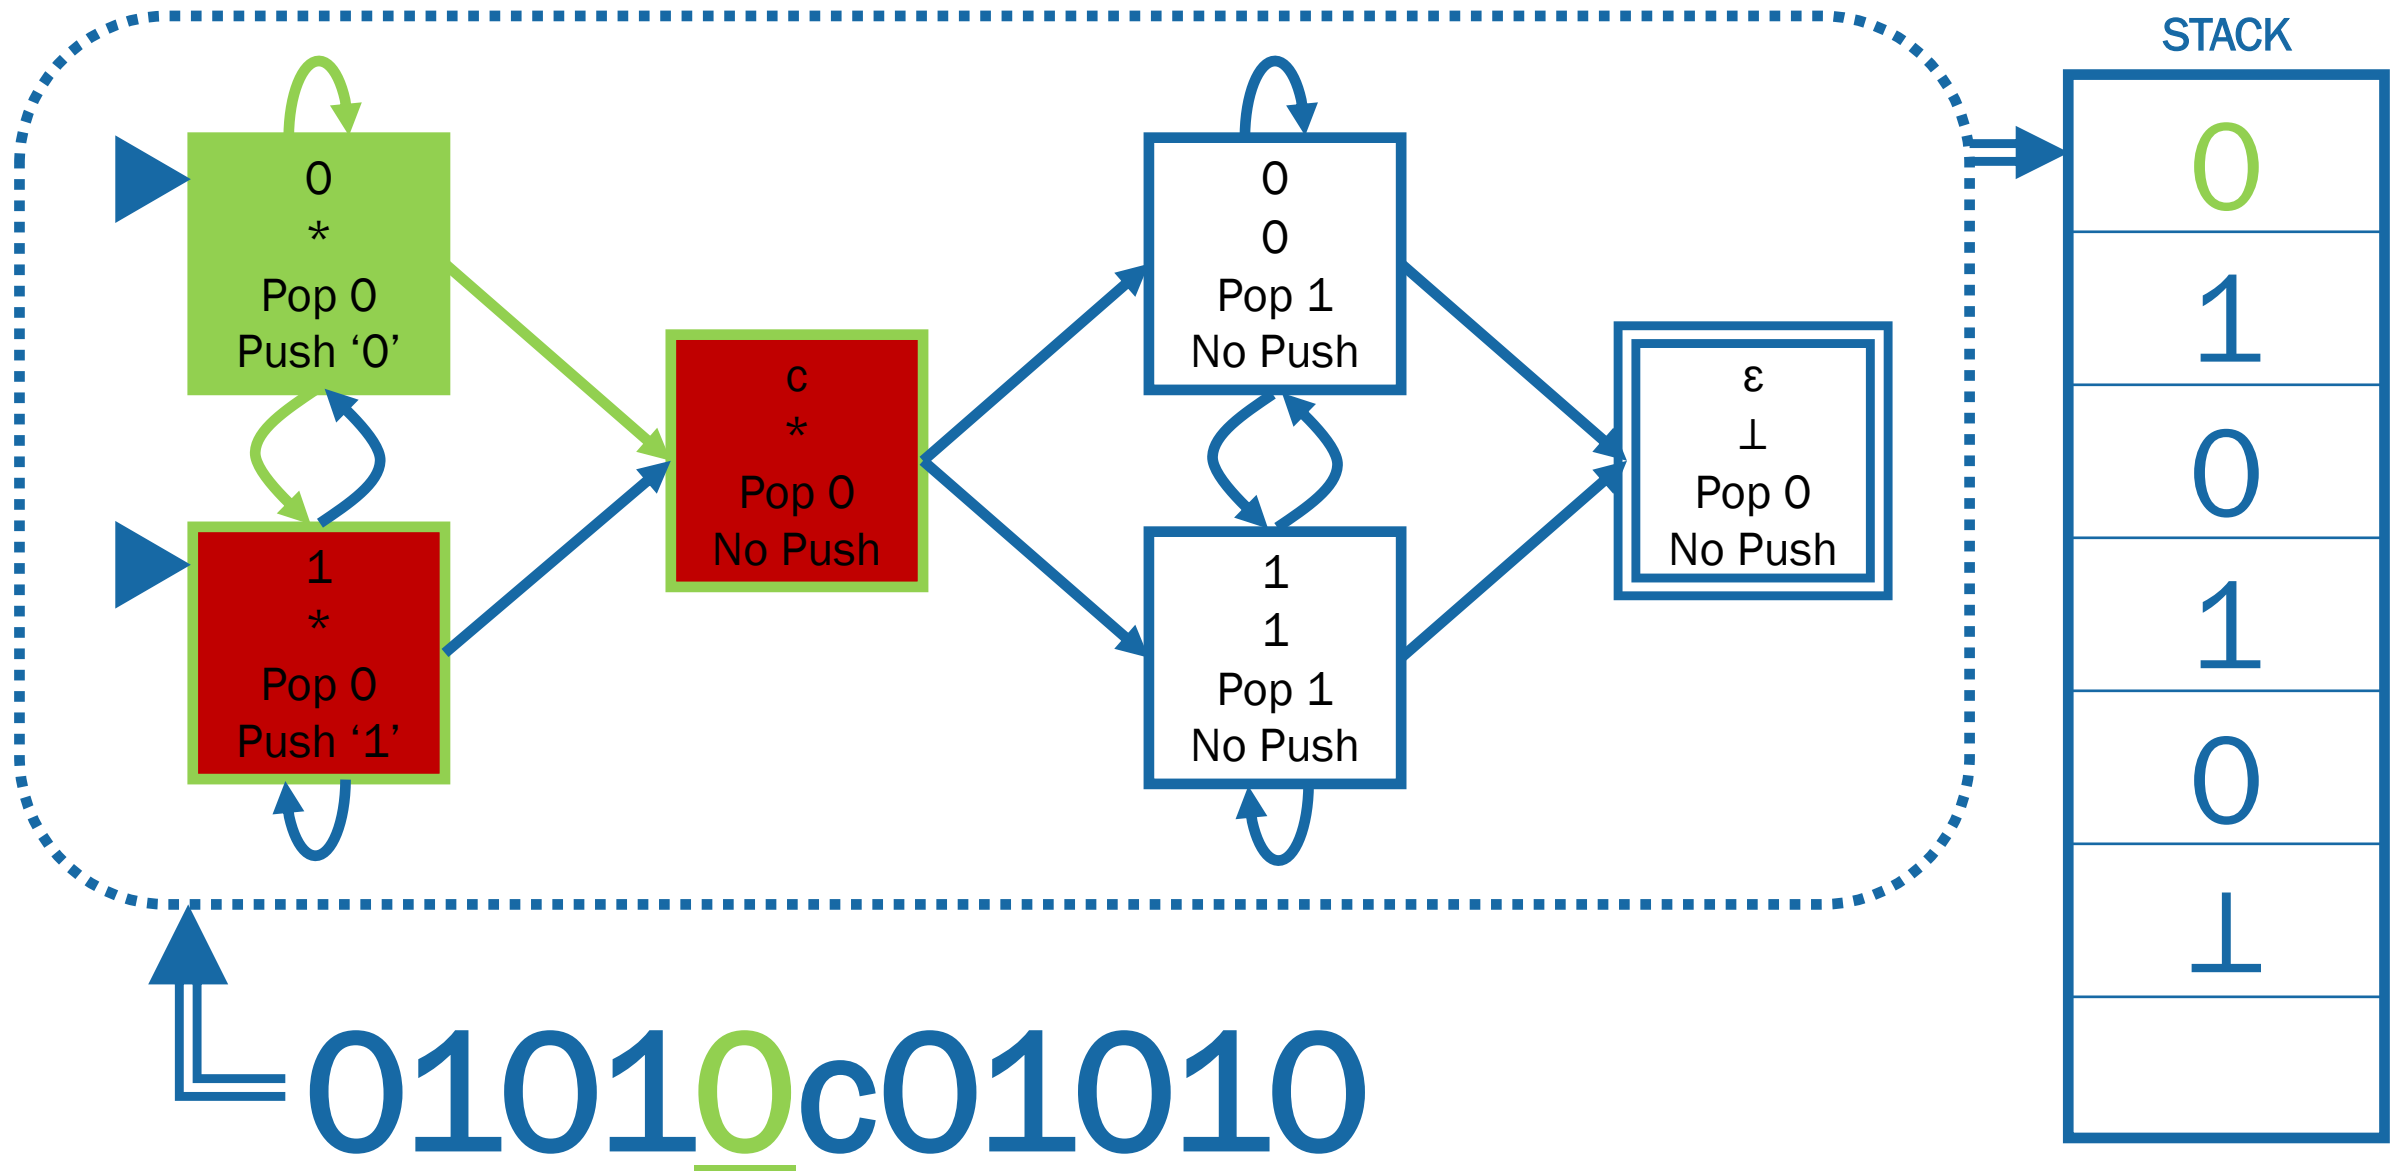 STACK
0
*
Pop 0
Push ‘0’
1
*
Pop 0
Push ‘1’
c
*
Pop 0
No Push
0
0
Pop 1
No Push
1
1
Pop 1
No Push
ε
⊥
Pop 0
No Push
0
1
0
1
0
⊥
01010c01010